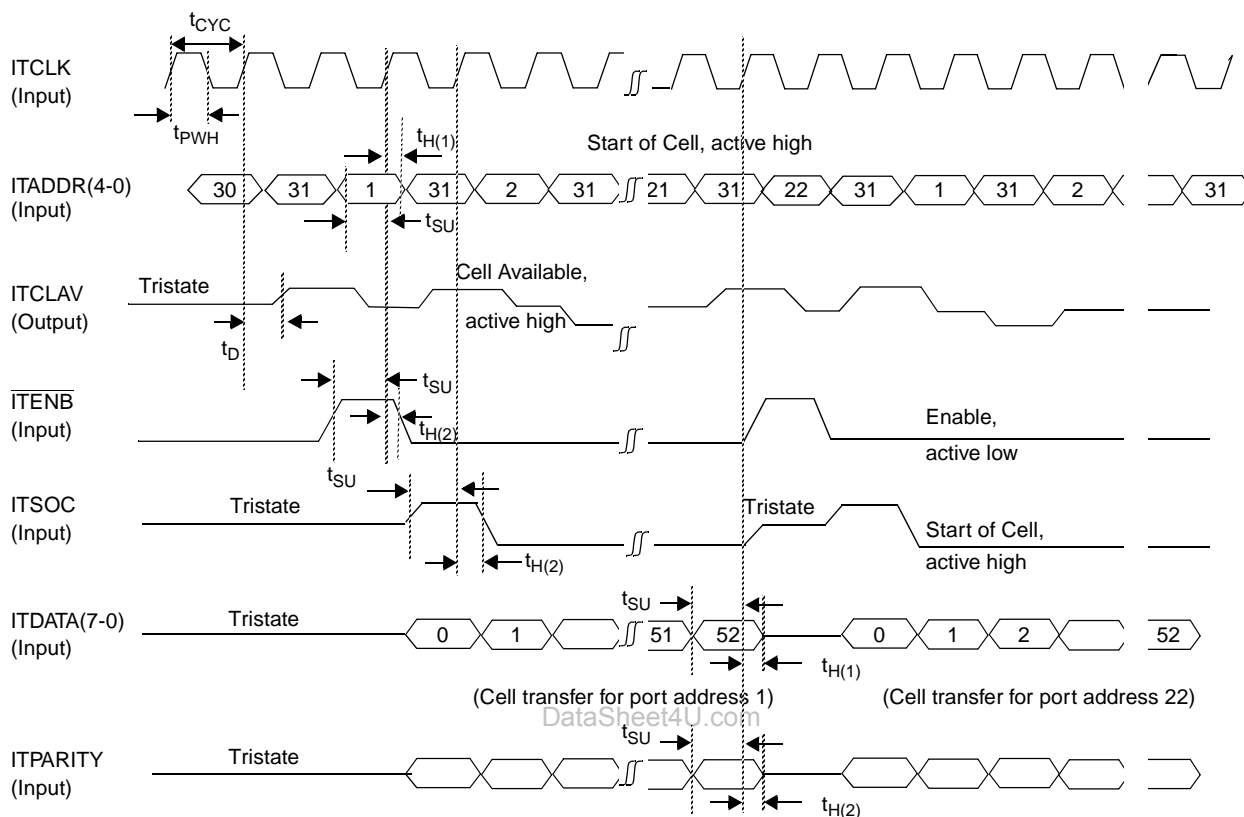 tCYC
ITCLK
(Input)
tPWH
tH(1)
Start of Cell, active high
ITADDR(4-0)
(Input)
30 31 1 31 2 31 21 31 22 31 1 31 2 31
tSU
ITCLAV
(Output)
Tristate
Cell Available,
active high
tD
tSU
ITENB
(Input)
tH(2)
Enable,
active low
tSU
ITSOC
(Input)
Tristate
Tristate
Start of Cell,
active high
tH(2)
tSU
ITDATA(7-0)
(Input)
Tristate
0 1 51 52 0 1 2 52
tH(1)
(Cell transfer for port address 1)
(Cell transfer for port address 22)
DataSheet4U.com
tSU
ITPARITY
(Input)
Tristate
tH(2)